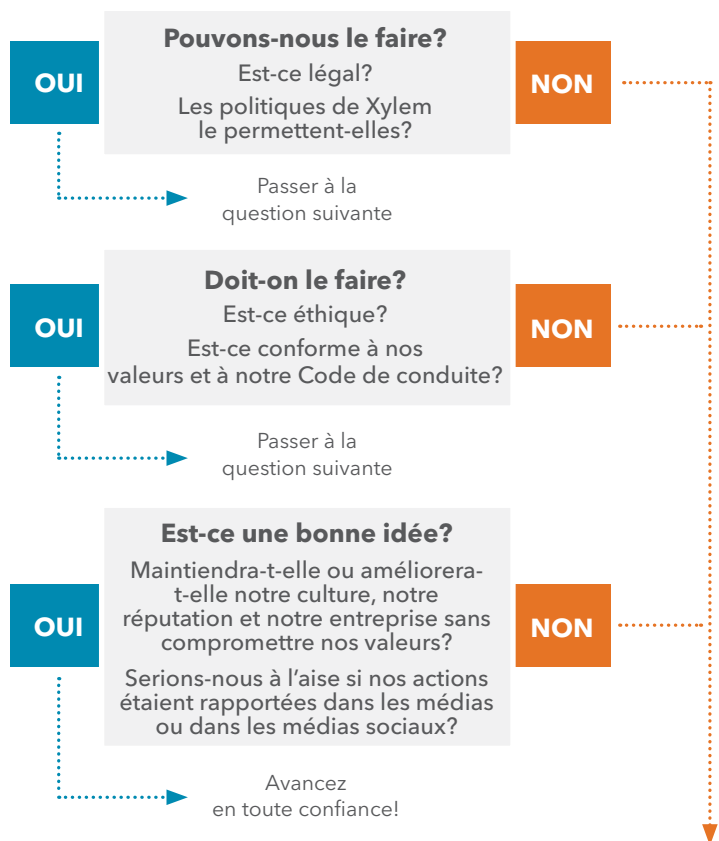 Pouvons-nous le faire?
OUI
Est-ce légal?
NON
Les politiques de Xylem
le permettent-elles?
Passer à la
question suivante
Doit-on le faire?
OUI
Est-ce éthique?
NON
Est-ce conforme à nos
valeurs et à notre Code de conduite?
Passer à la
question suivante
Est-ce une bonne idée?
Maintiendra-t-elle ou améliorera-
t-elle notre culture, notre
OUI
réputation et notre entreprise sans
NON
compromettre nos valeurs?
Serions-nous à l’aise si nos actions
étaient rapportées dans les médias
ou dans les médias sociaux?
Avancez
en toute confiance!